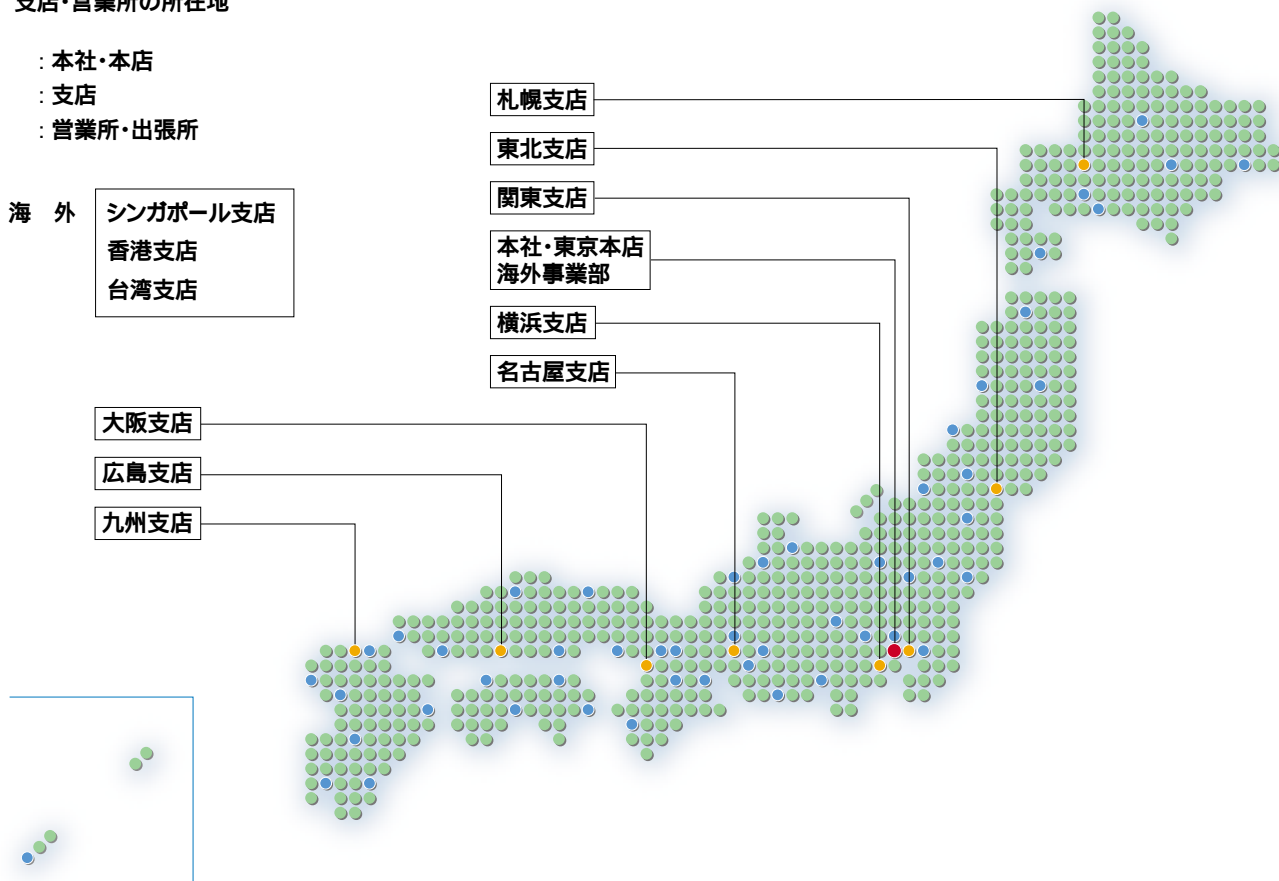 支店・営業所の所在地
: 本社・本店
: 支店
: 営業所・出張所
海 外
シンガポール支店
香港支店
台湾支店
札幌支店
東北支店
関東支店
本社・東京本店
海外事業部
横浜支店
名古屋支店
大阪支店
広島支店
九州支店